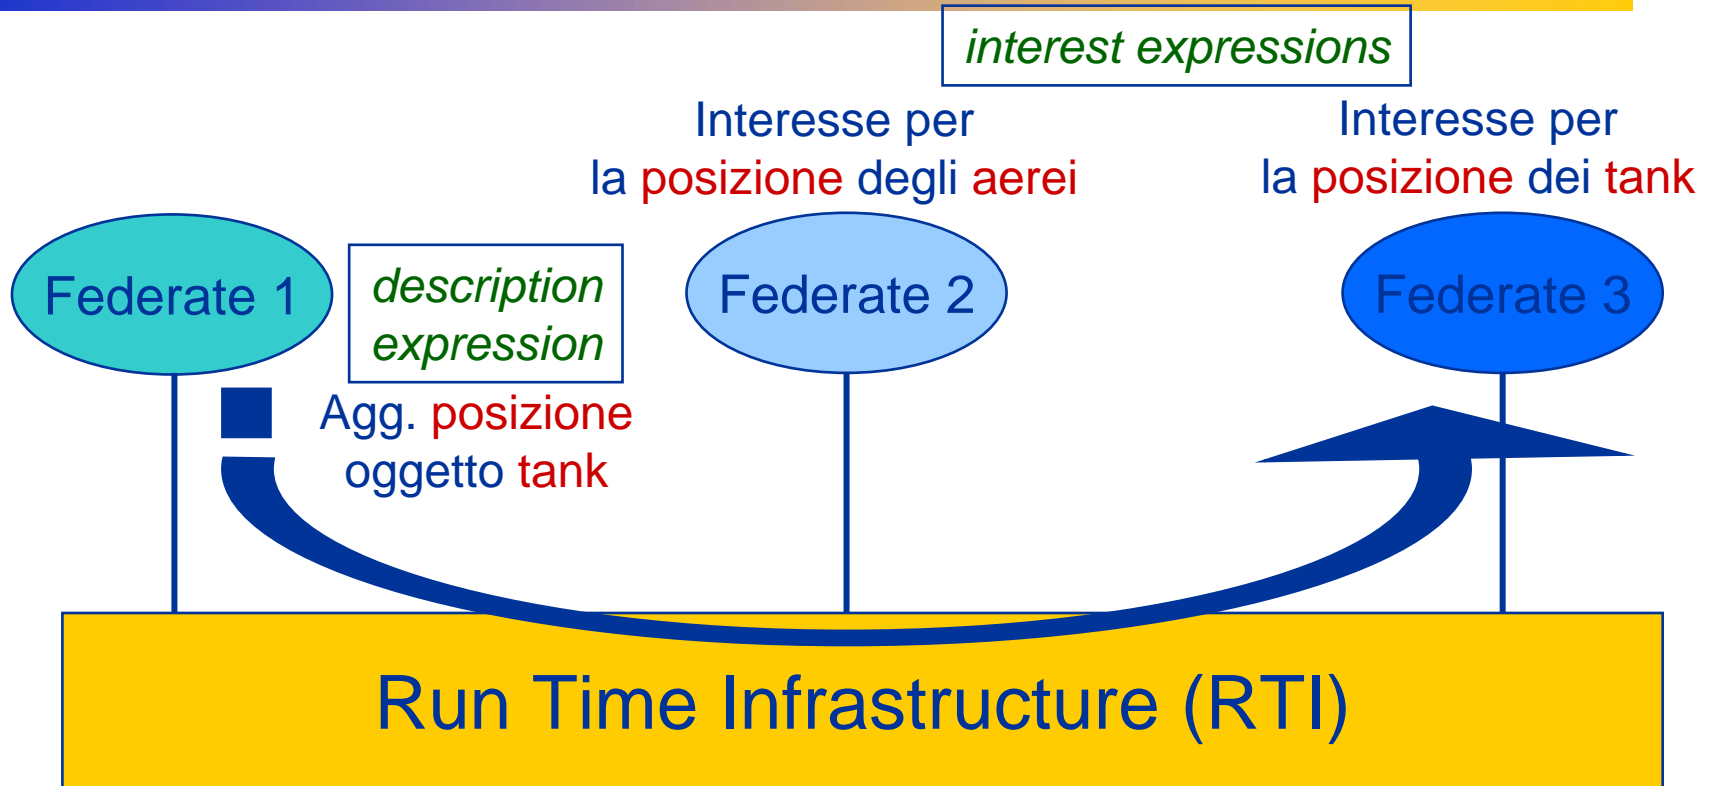 interest expressions
Interesse per
la posizione degli aerei
Interesse per
la posizione dei tank
Federate 1
description
expression
Federate 2
Federate 3
Agg. posizione
oggetto tank
Run Time Infrastructure (RTI)